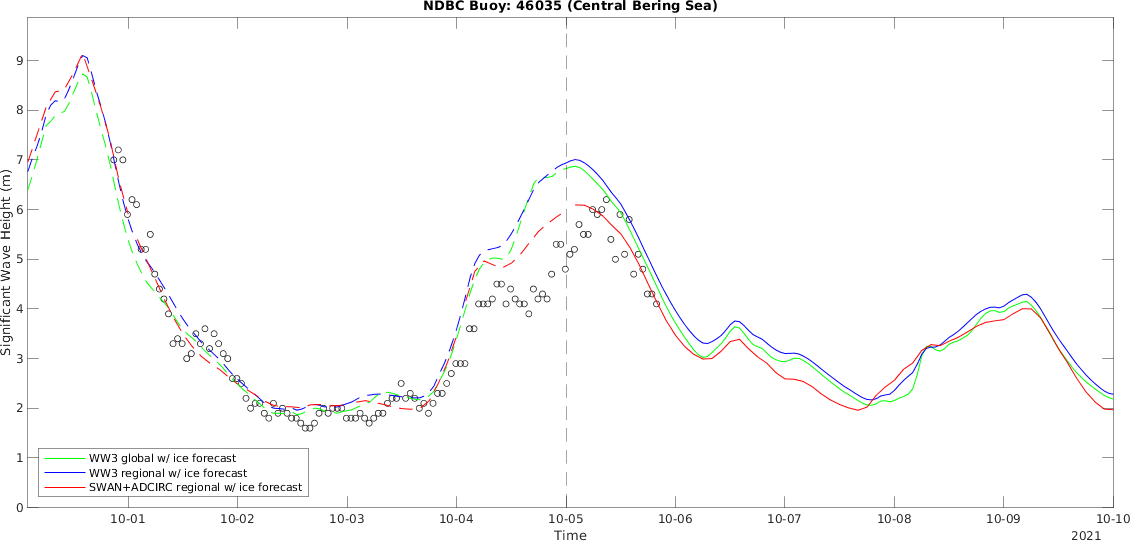 NDBC Buoy: 46035 (Central Bering Sea)
Significant Wave Height (m)
9
8
7
6
5
4
3
2
1
0
WW3 global w/ ice forecast
WW3 regional w/ ice forecast
SWAN+ADCIRC regional w/ ice forecast
10-01 10-02 10-03 10-04 10-05 10-06 10-07 10-08 10-09 10-10
Time
2021